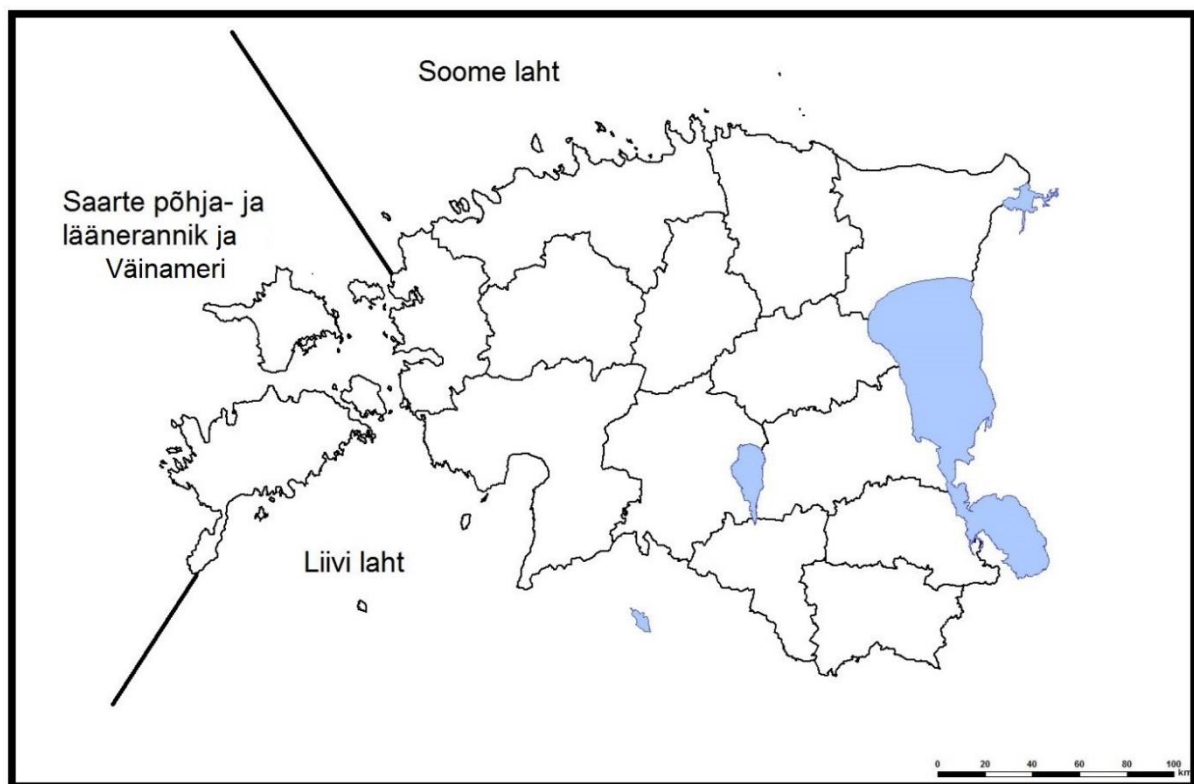 Soome laht
Saarte põhja- ja
läänerannik ja
Väinameri
Liivi laht
0 20 40 60 80 100
km